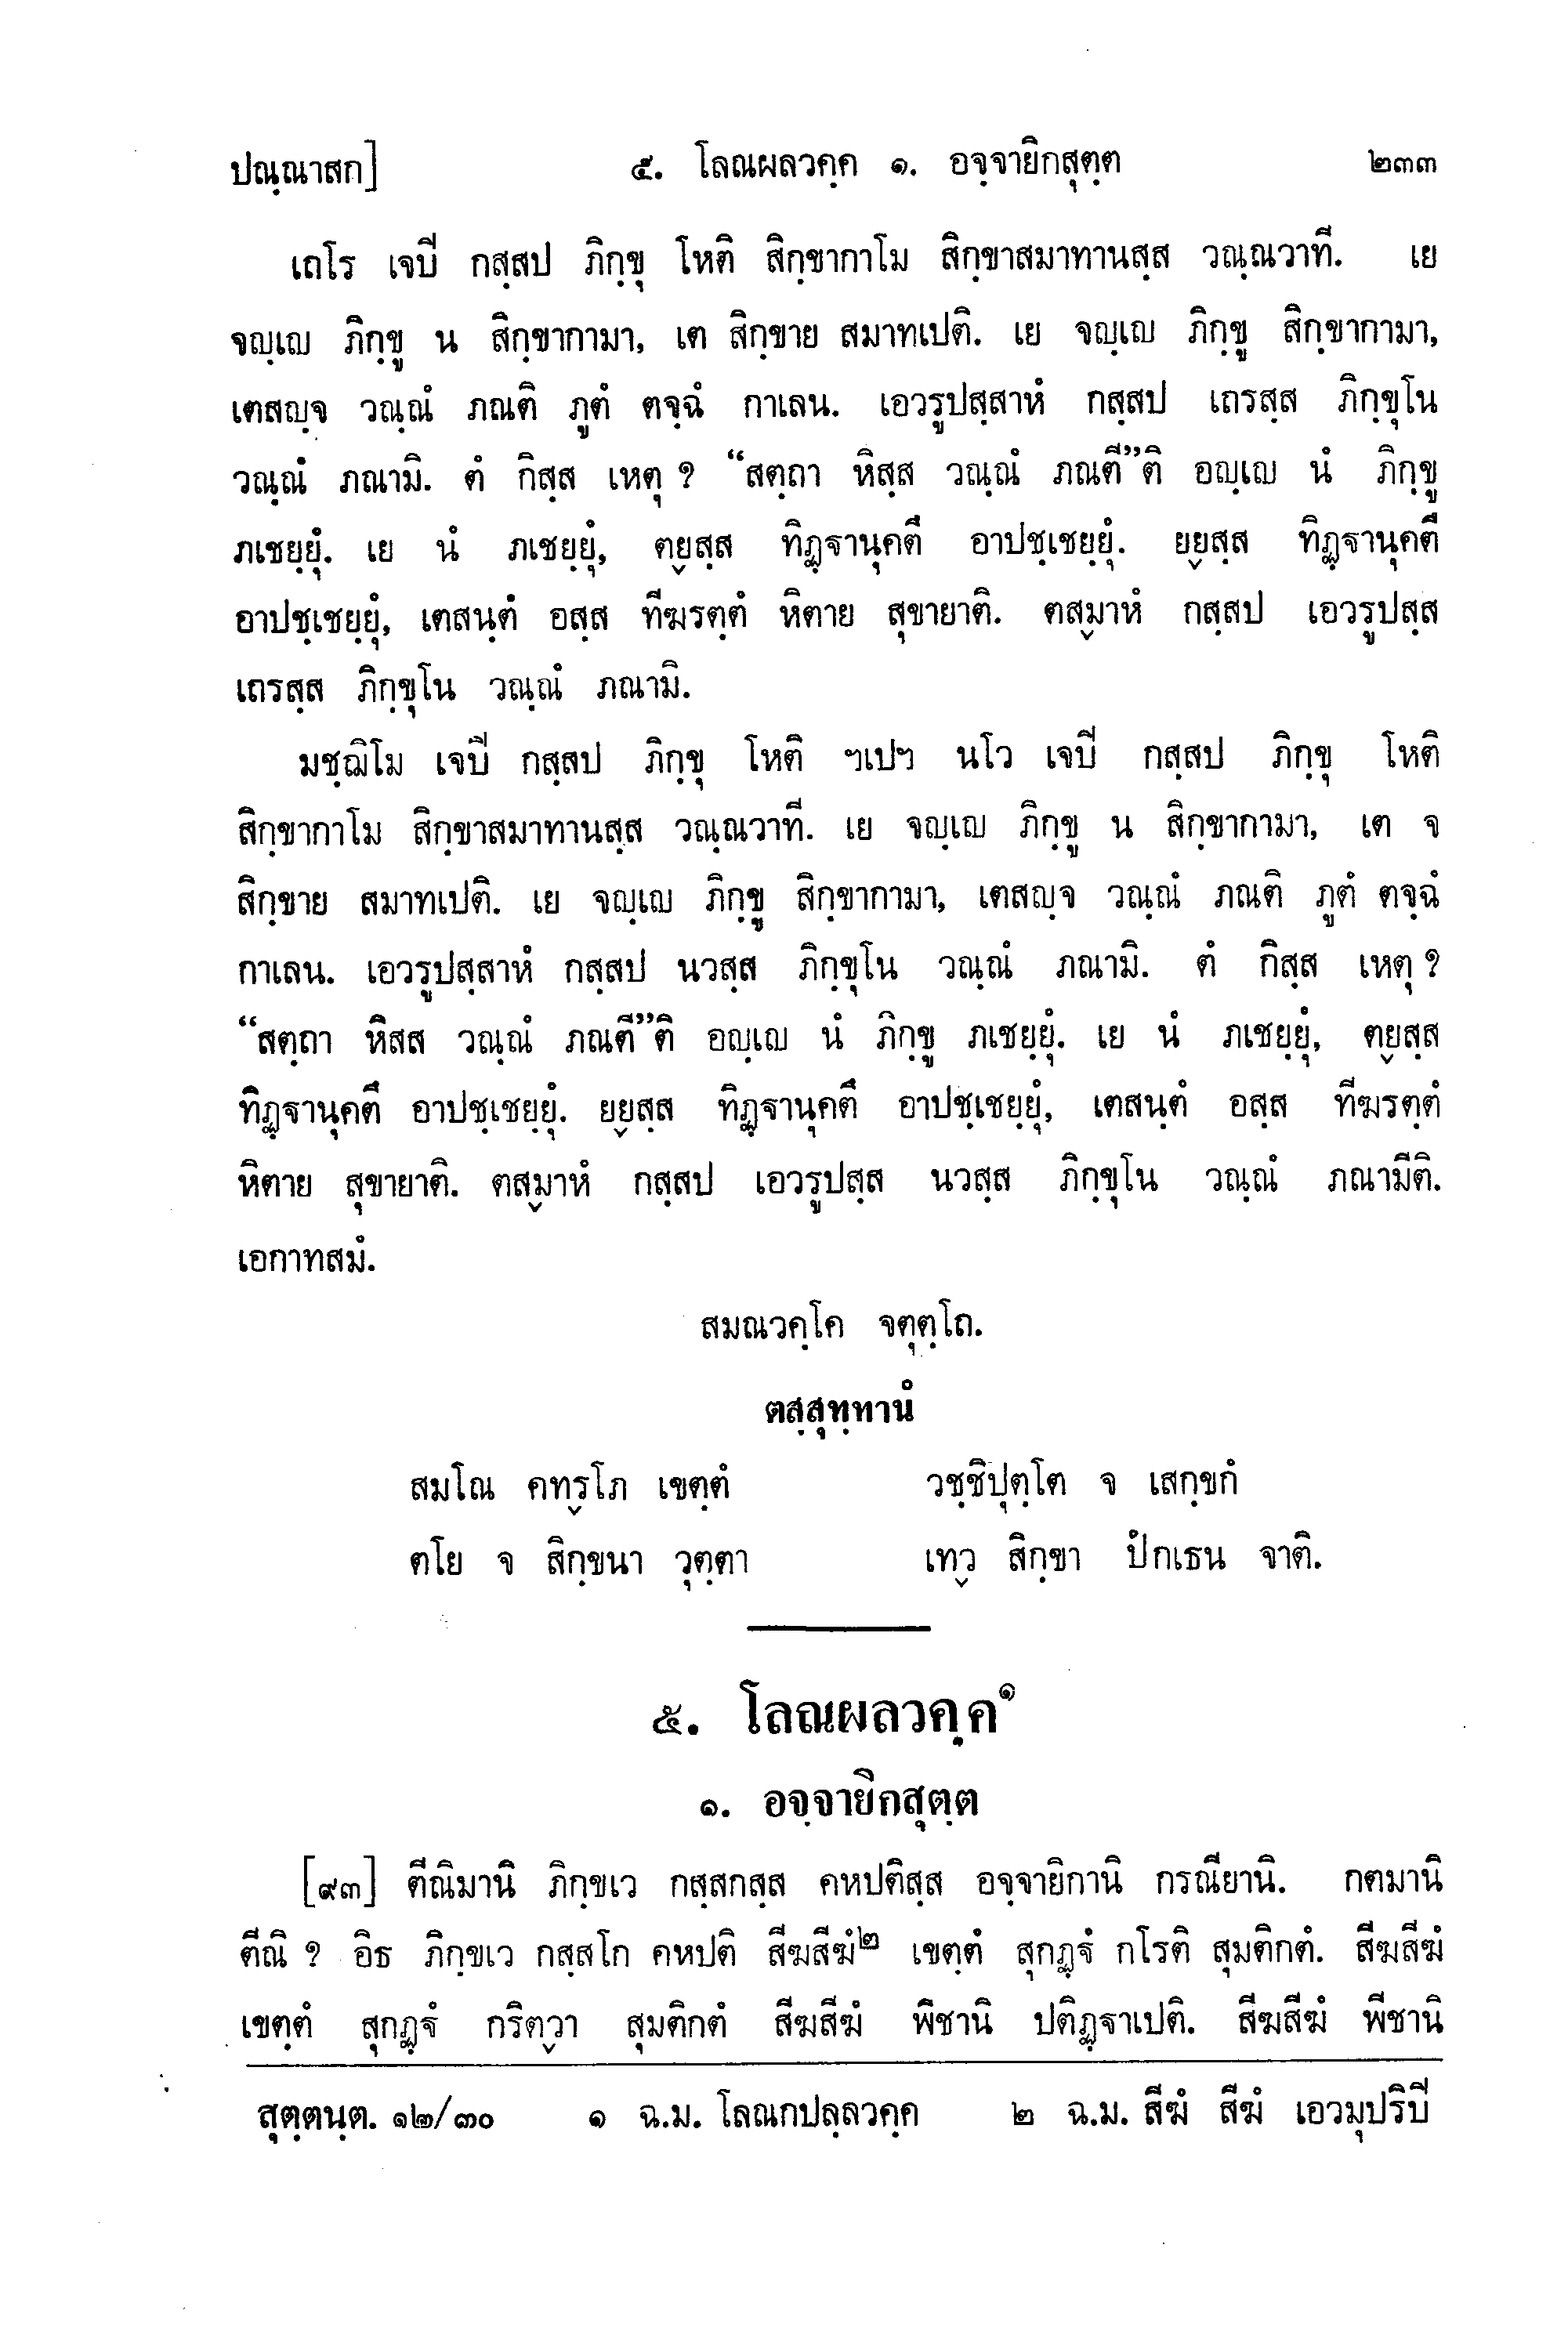 ปณฺณาสก] ๕. โลณผลวคฺค ๑. อจฺจายิกสุตฺต ๒๓๓
เถโร เจปี กสฺสป ภิกฺขุ โหติ สิกฺขากาโม สิกฺขาสมาทานสฺส วณฺณวาที. เย
จญฺเญ ภิกฺขู น สิกฺขากามา, เต สิกฺขาย สมาทเปติ. เย จญฺเญ ภิกฺขู สิกฺขากามา,
เตสญฺจ วณฺณํ ภณติ ภูตํ ตจฺฉํ กาเลน. เอวรูปสฺสาหํ กสฺสป เถรสฺส ภิกฺขุโน
วณฺณํ ภณามิ. ตํ กิสฺส เหตุ ? “สตฺถา หิสฺส วณฺณํ ภณตี”ติ อญฺเญ นํ ภิกฺขู
ภเชยฺยุํ. เย นํ ภเชยฺยุํ, ตฺยสฺส ทิฏฺฐานุคตึ อาปชฺเชยฺยุํ. ยฺยสฺส ทิฏฺฐานุคตึ
อาปชฺเชยฺยุํ, เตสนฺตํ อสฺส ทีฆรตฺตํ หิตาย สุขายาติ. ตสฺมาหํ กสฺสป เอวรูปสฺส
เถรสฺส ภิกฺขุโน วณฺณํ ภณามิ.
มชฺฌิโม เจปี กสฺสป ภิกฺขุ โหติ ฯเปฯ นโว เจปี กสฺสป ภิกฺขุ โหติ
สิกฺขากาโม สิกฺขาสมาทานสฺส วณฺณวาที. เย จญฺเญ ภิกฺขู น สิกฺขากามา, เต จ
สิกฺขาย สมาทเปติ. เย จญฺเญ ภิกฺขู สิกฺขากามา, เตสญฺจ วณฺณํ ภณติ ภูตํ ตจฺฉํ
กาเลน. เอวรูปสฺสาหํ กสฺสป นวสฺส ภิกฺขุโน วณฺณํ ภณามิ. ตํ กิสฺส เหตุ ?
“สตฺถา หิสส วณฺณํ ภณตี”ติ อญฺเญ นํ ภิกฺขู ภเชยฺยุํ. เย นํ ภเชยฺยุํ, ตฺยสฺส
ทิฏฺฐานุคตึ อาปชฺเชยฺยุํ. ยฺยสฺส ทิฏฺฐานุคตึ อาปชฺเชยฺยุํ, เตสนฺตํ อสฺส ทีฆรตฺตํ
หิตาย สุขายาติ. ตสฺมาหํ กสฺสป เอวรูปสฺส นวสฺส ภิกฺขุโน วณฺณํ ภณามีติ.
เอกาทสมํ.
สมณวคฺโค จตุตฺโถ.
ตสฺสุทฺทานํ
สมโณ คทฺรโภ เขตฺตํ วชฺชิปุตฺโต จ เสกฺขกํ
ตโย จ สิกฺขนา วุตฺตา เทฺว สิกฺขา ปํกเธน จาติ.
๕. โลณผลวคฺค๑
๑. อจฺจายิกสุตฺต
[๙๓] ตีณิมานิ ภิกฺขเว กสฺสกสฺส คหปติสฺส อจฺจายิกานิ กรณียานิ. กตมานิ
ตีณิ ? อิธ ภิกฺขเว กสฺสโก คหปติ สีฆสีฆํ๒ เขตฺตํ สุกฏฺฐํ กโรติ สุมติกตํ. สีฆสีฆํ
เขตฺตํ สุกฏฺฐํ กริตฺวา สุมติกตํ สีฆสีฆํ พีชานิ ปติฏฺฐาเปติ. สีฆสีฆํ พีชานิ
สุตฺตนฺต. ๑๒/๓๐ ๑ ฉ.ม. โลณกปลฺลวคฺค ๒ ฉ.ม. สีฆํ สีฆํ เอวมุปริปี